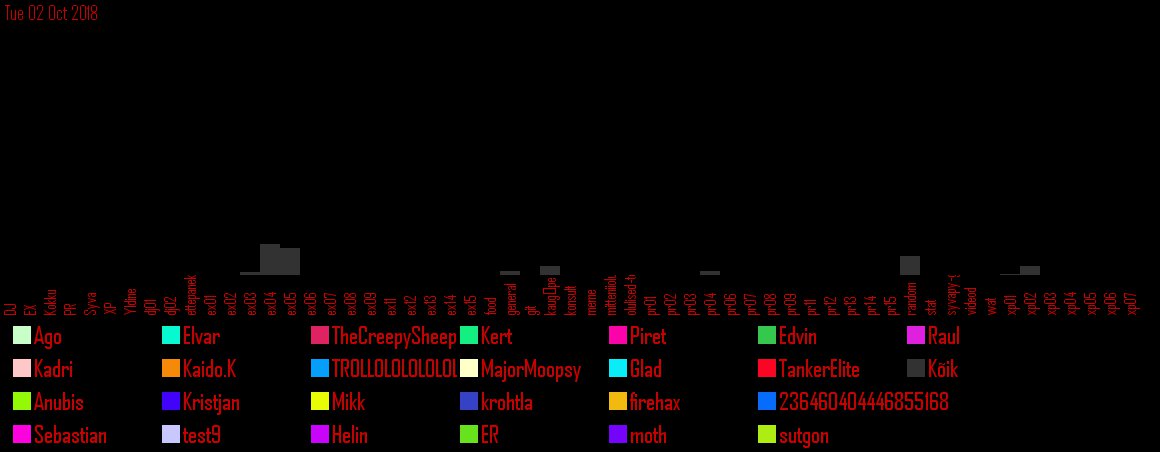 Tue 02 Oct 2018
DJ EX Kokku PR Syva XP Yldine dj01 dj02 ettepanek ex01 ex02 ex03 ex04 ex05 ex06 ex07 ex08 ex09 ex11 ex12 ex13 ex14 ex15 food general git konsult meme olulised-t pr01 pr02 pr03 pr04 pr06 pr07 pr08 pr09 pr11 pr12 pr13 pr14 pr15 random stat syvapy-t videod wat xp01 xp02 xp03 xp04 xp05 xp06 xp07
Ago Elvar TheCreepySheep Kert Piret Edvin Raul
Kadri Kaido.K TROLLOLOLOLOLOL MajorMoopsy Glad TankerElite Kõik
Anubis Kristjan Mikk krohtla firehax 236460404446855168
Sebastian test9 Helin ER moth sutgon